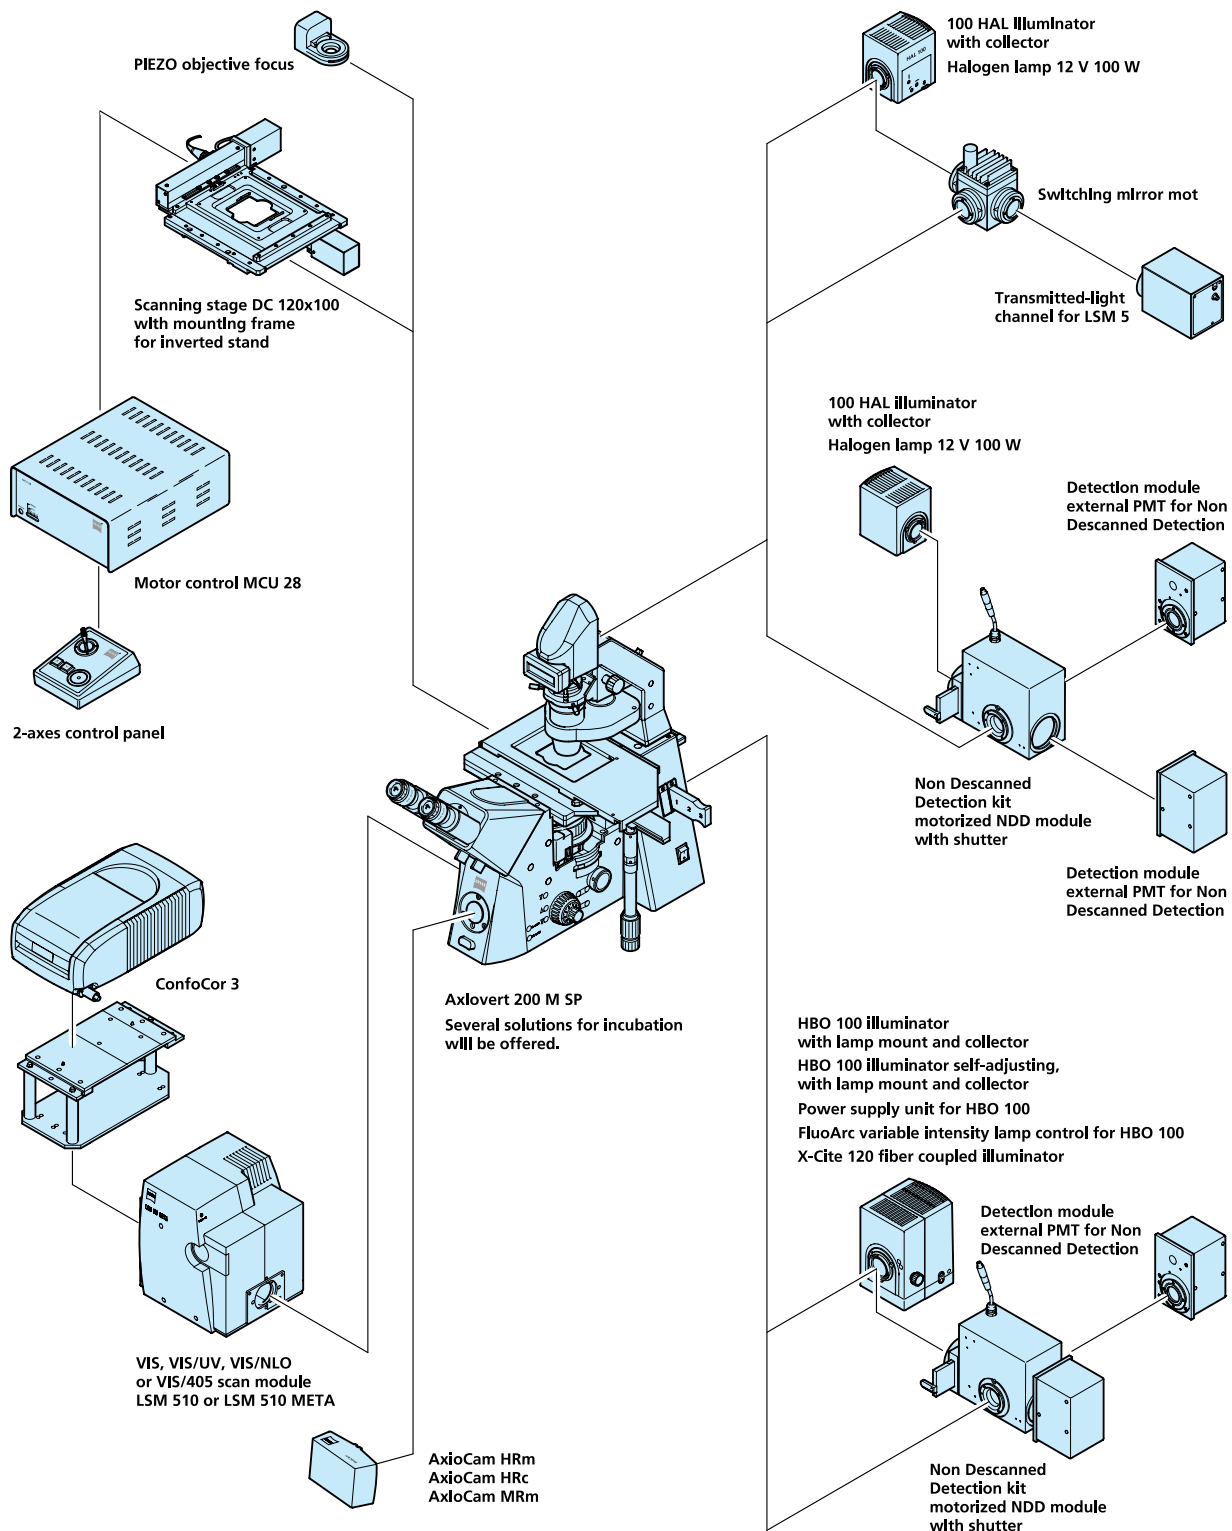 PIEZO objective focus
100 HAL illuminator
with collector
Halogen lamp 12 V 100 W
HAL 100
Switching mirror mot
Scanning stage DC 120x100
with mounting frame
for inverted stand
Transmitted-light
channel for LSM 5
100 HAL illuminator
with collector
Halogen lamp 12 V 100 W
Detection module
external PMT for Non
Descanned Detection
Motor control MCU 28
2-axes control panel
Non Descanned
Detection kit
motorized NDD module
with shutter
Detection module
external PMT for Non
Descanned Detection
ConfoCor 3
Axiovert 200 M SP
Several solutions for incubation
will be offered.
HBO 100 illuminator
with lamp mount and collector
HBO 100 illuminator self-adjusting,
with lamp mount and collector
Power supply unit for HBO 100
FluoArc variable intensity lamp control for HBO 100
X-Cite 120 fiber coupled illuminator
Detection module
external PMT for Non
Descanned Detection
VIS, VIS/UV, VIS/NLO
or VIS/405 scan module
LSM 510 or LSM 510 META
AxioCam HRm
AxioCam HRc
AxioCam MRm
Non Descanned
Detection kit
motorized NDD module
with shutter